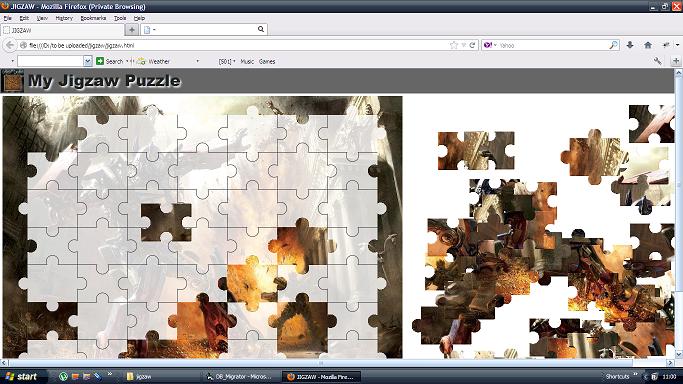 JIGZAW - Mozilla Firefox (Private Browsing)
File Edit View History Bookmarks Tools Help
JIGZAW
file:///D:/to be uploaded/jigzaw/jigzaw.html
Yahoo
Search Weather [S01] Music Games
My Jigzaw Puzzle
start jigzaw DB_Migrator - Micros... JIGZAW - Mozilla Fire... Shortcuts 11:00